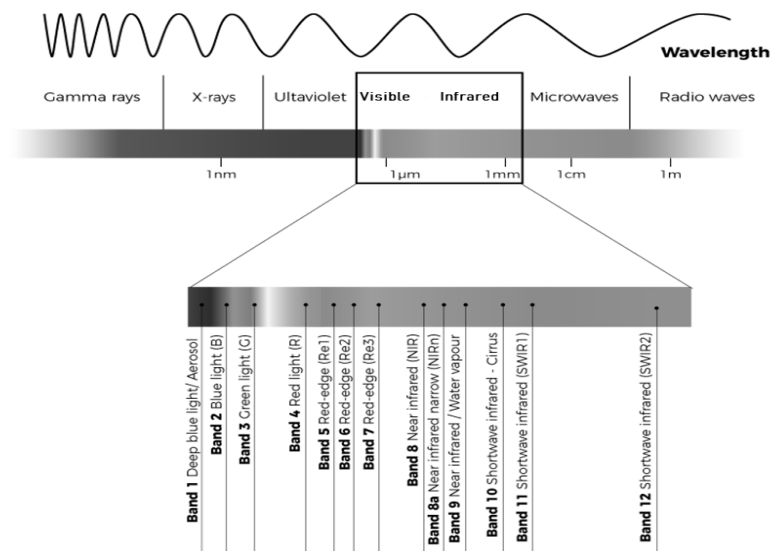 Wavelength
Gamma rays
X-rays
Ultaviolet
Visible
Infrared
Microwaves
Radio waves
1nm
1µm
1mm
1cm
1m
Band 1 Deep blue light/ Aerosol
Band 2 Blue light (B)
Band 3 Green light (G)
Band 4 Red light (R)
Band 5 Red-edge (Re1)
Band 6 Red-edge (Re2)
Band 7 Red-edge (Re3)
Band 8 Near infrared (NIR)
Band 8a Near infrared narrow (NIRn)
Band 9 Near infrared / Water vapour
Band 10 Shortwave infrared - Cirrus
Band 11 Shortwave infrared (SWIR1)
Band 12 Shortwave infrared (SWIR2)